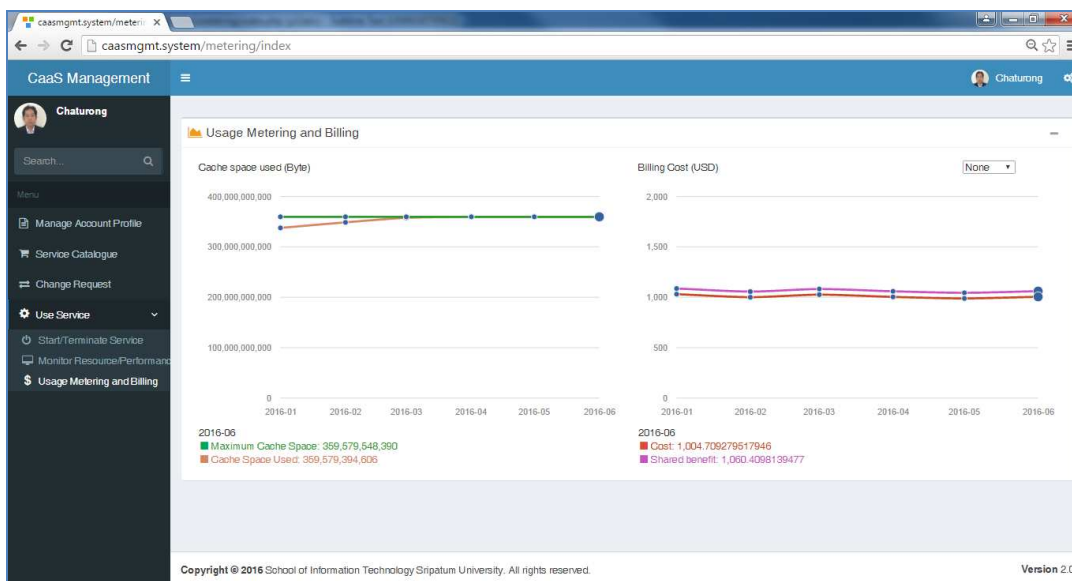 caasmgmt.system/meterin
caasmgmt.system/metering/index
CaaS Management
Chaturong
Chaturong
Search...
Menu
Manage Account Profile
Service Catalogue
Change Request
Use Service
Start/Terminate Service
Monitor Resource/Performanc
$ Usage Metering and Billing
Usage Metering and Billing
Cache space used (Byte)
400,000,000,000
300,000,000,000
200,000,000,000
100,000,000,000
0
2016-01 2016-02 2016-03 2016-04 2016-05 2016-06
2016-06
Maximum Cache Space: 359,579,548,390
Cache Space Used: 359,579,394,606
Billing Cost (USD)
None
2,000
1,500
1,000
500
0
2016-01 2016-02 2016-03 2016-04 2016-05 2016-06
2016-06
Cost: 1,004.709279517946
Shared benefit: 1,060.4098139477
Copyright © 2016 School of Information Technology Sripatum University. All rights reserved.
Version 2.0